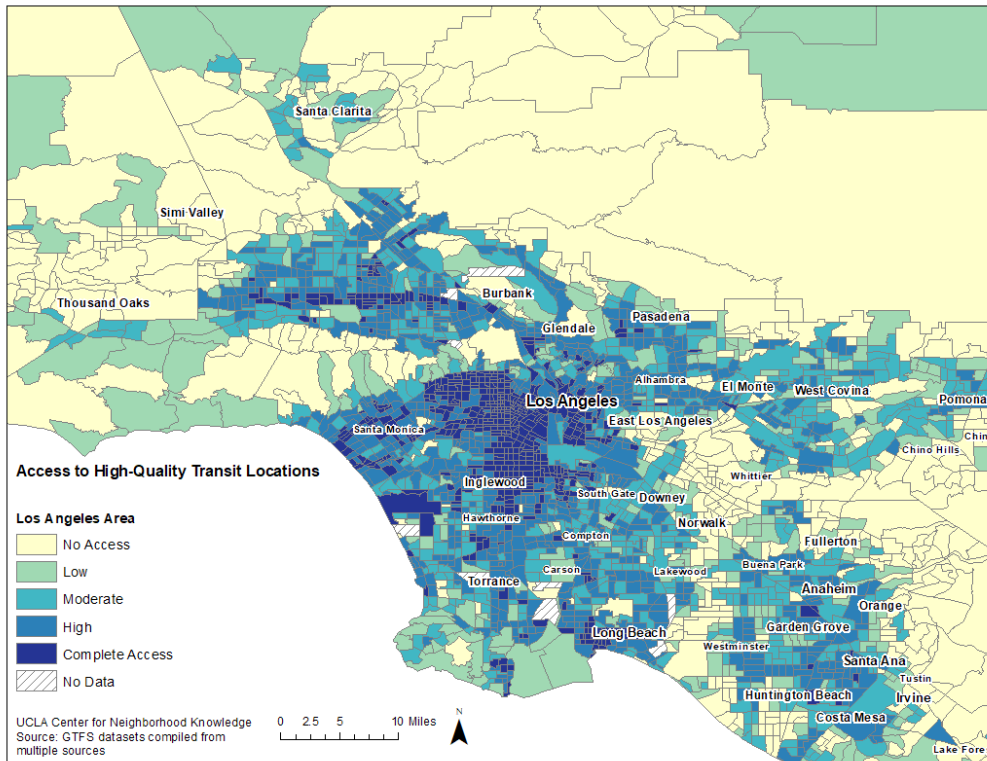 Santa Clarita
Simi Valley
Thousand Oaks
Burbank
Glendale
Pasadena
Alhambra
El Monte
West Covina
Pomona
Los Angeles
East Los Angeles
Santa Monica
Chin
Chino Hills
Whittier
Inglewood
South Gate
Downey
Norwalk
Hawthorne
Compton
Fullerton
Buena Park
Carson
Lakewood
Torrance
Anaheim
Orange
Garden Grove
Long Beach
Westminster
Santa Ana
Tustin
Huntington Beach
Irvine
Costa Mesa
Lake Fore
Access to High-Quality Transit Locations
Los Angeles Area
No Access
Low
Moderate
High
Complete Access
No Data
UCLA Center for Neighborhood Knowledge
Source: GTFS datasets compiled from
multiple sources
0 2.5 5 10 Miles
N